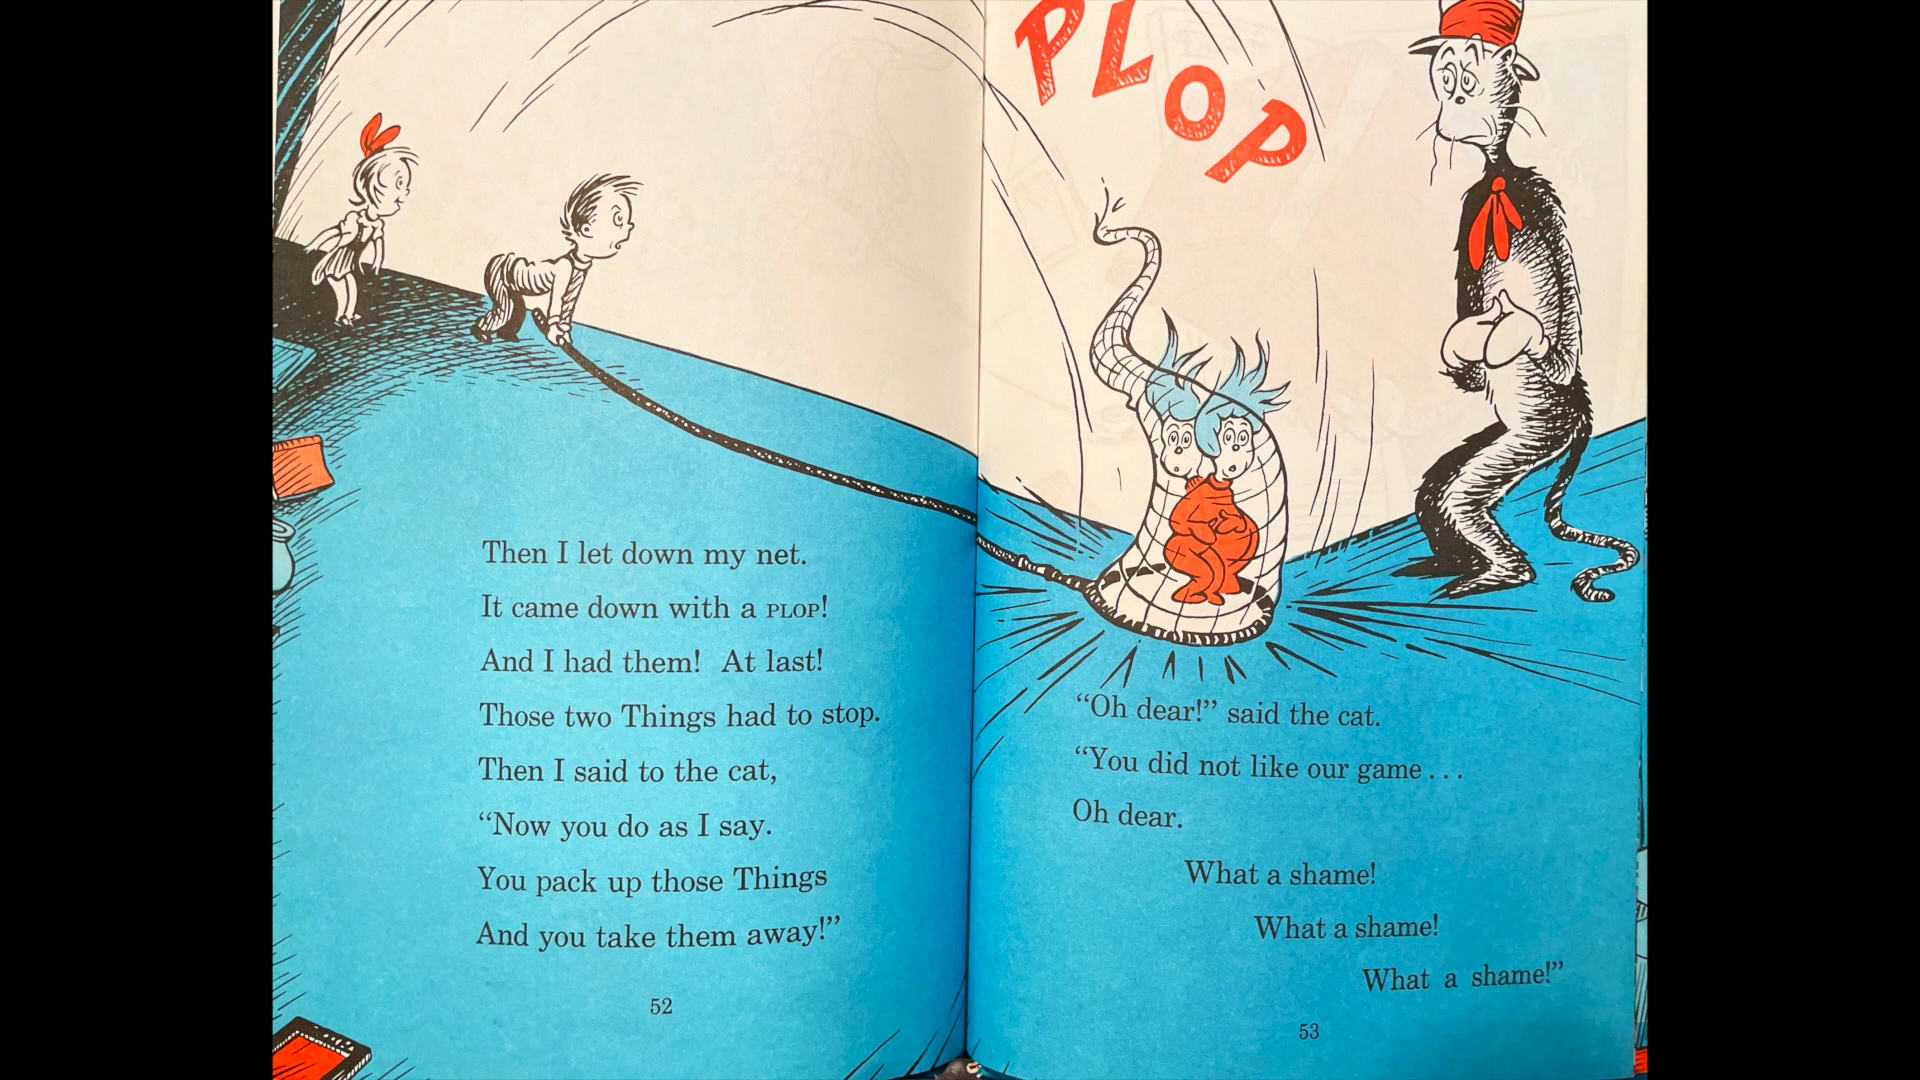 Then I let down my net.
It came down with a PLOP!
And I had them! At last!
Those two Things had to stop.
Then I said to the cat,
“Now you do as I say.
You pack up those Things
And you take them away!”
52
PLOP
“Oh dear!” said the cat.
“You did not like our game . . .
Oh dear.
What a shame!
What a shame!
What a shame!”
53